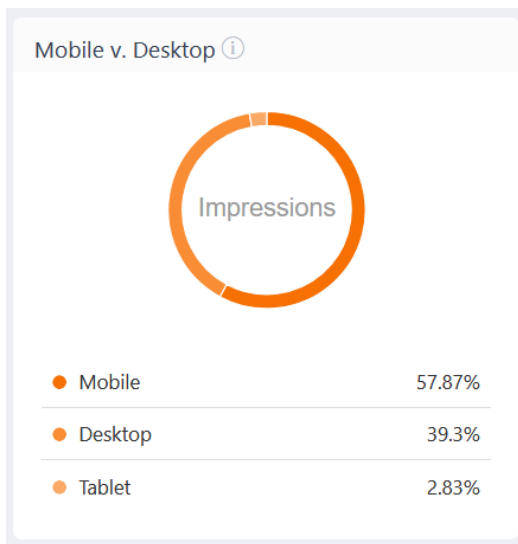 Mobile v. Desktop
Impressions
Mobile 57.87%
Desktop 39.3%
Tablet 2.83%